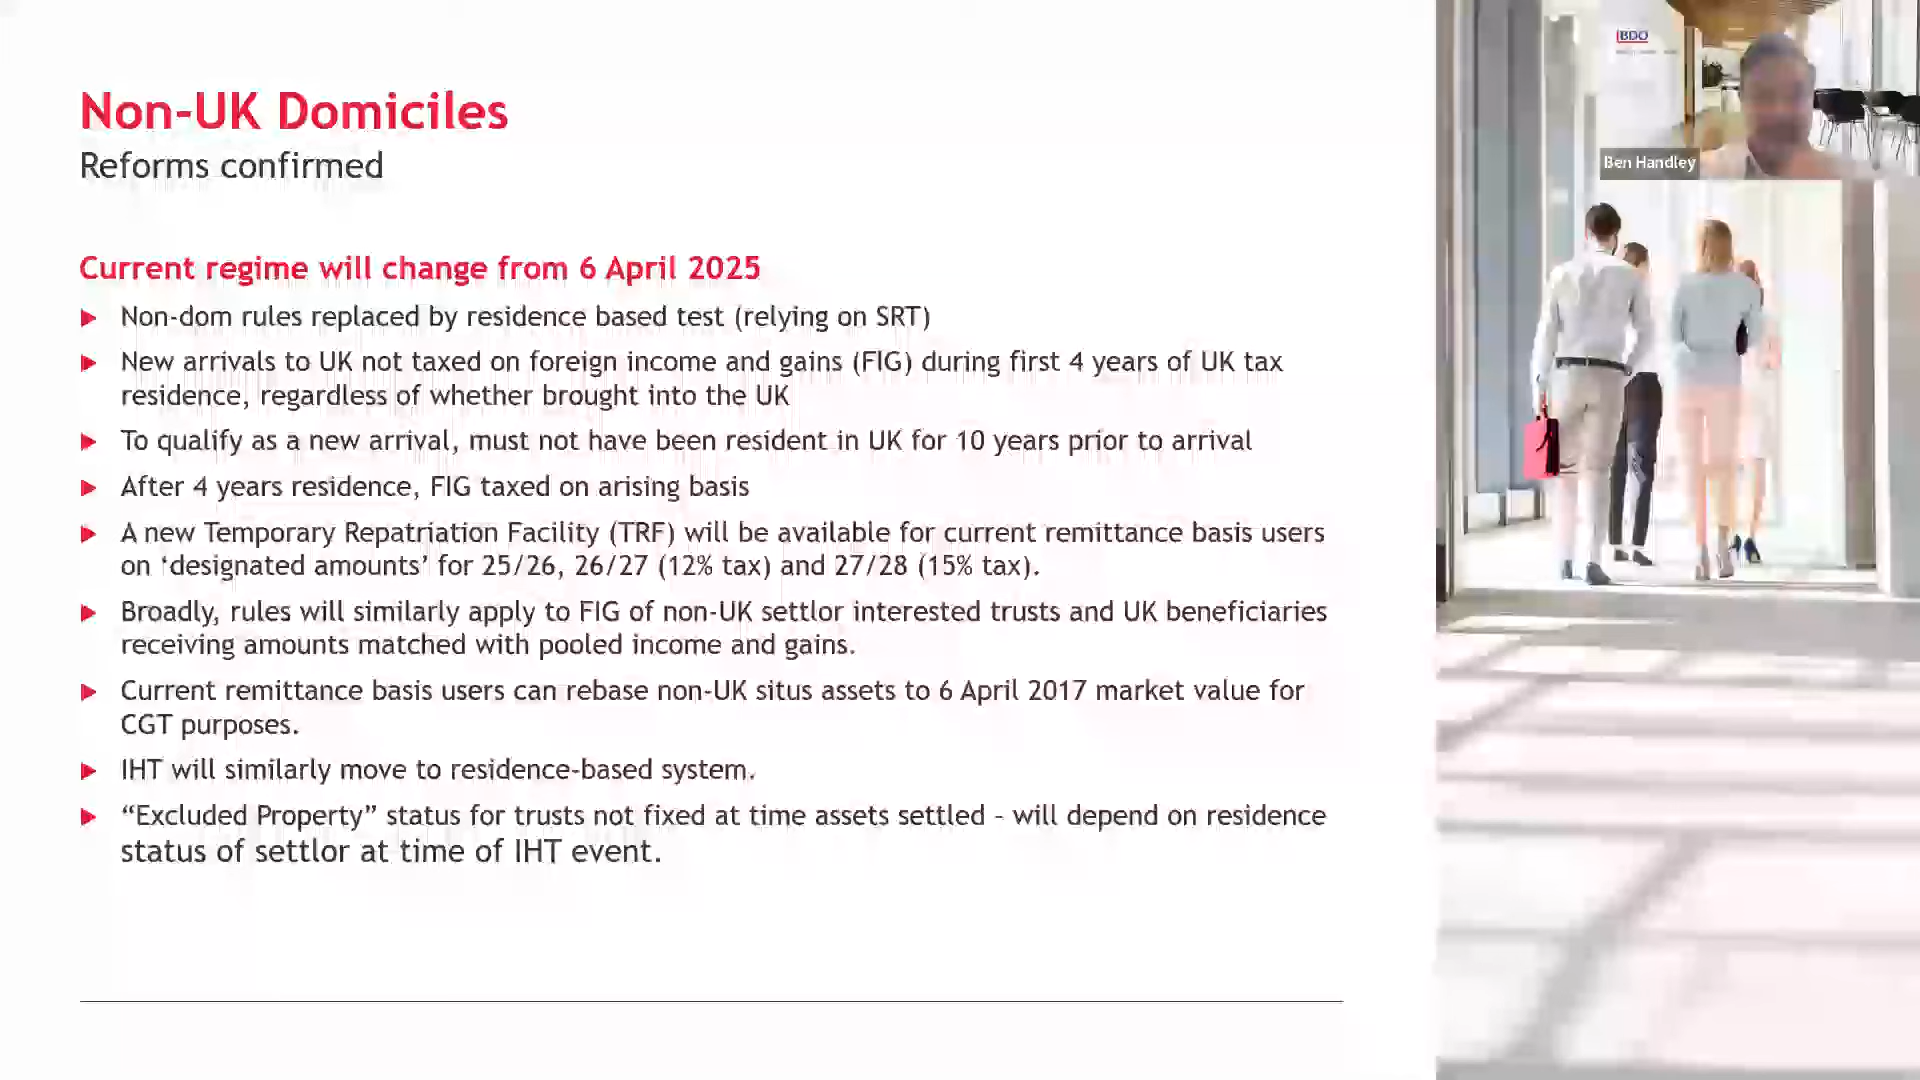 Non-UK Domiciles
Reforms confirmed
Current regime will change from 6 April 2025
Non-dom rules replaced by residence based test (relying on SRT)
New arrivals to UK not taxed on foreign income and gains (FIG) during first 4 years of UK tax
residence, regardless of whether brought into the UK
To qualify as a new arrival, must not have been resident in UK for 10 years prior to arrival
After 4 years residence, FIG taxed on arising basis
A new Temporary Repatriation Facility (TRF) will be available for current remittance basis users
on ‘designated amounts’ for 25/26, 26/27 (12% tax) and 27/28 (15% tax).
Broadly, rules will similarly apply to FIG of non-UK settlor interested trusts and UK beneficiaries
receiving amounts matched with pooled income and gains.
Current remittance basis users can rebase non-UK situs assets to 6 April 2017 market value for
CGT purposes.
IHT will similarly move to residence-based system.
“Excluded Property” status for trusts not fixed at time assets settled – will depend on residence
status of settlor at time of IHT event.
BDO
Ben Handley